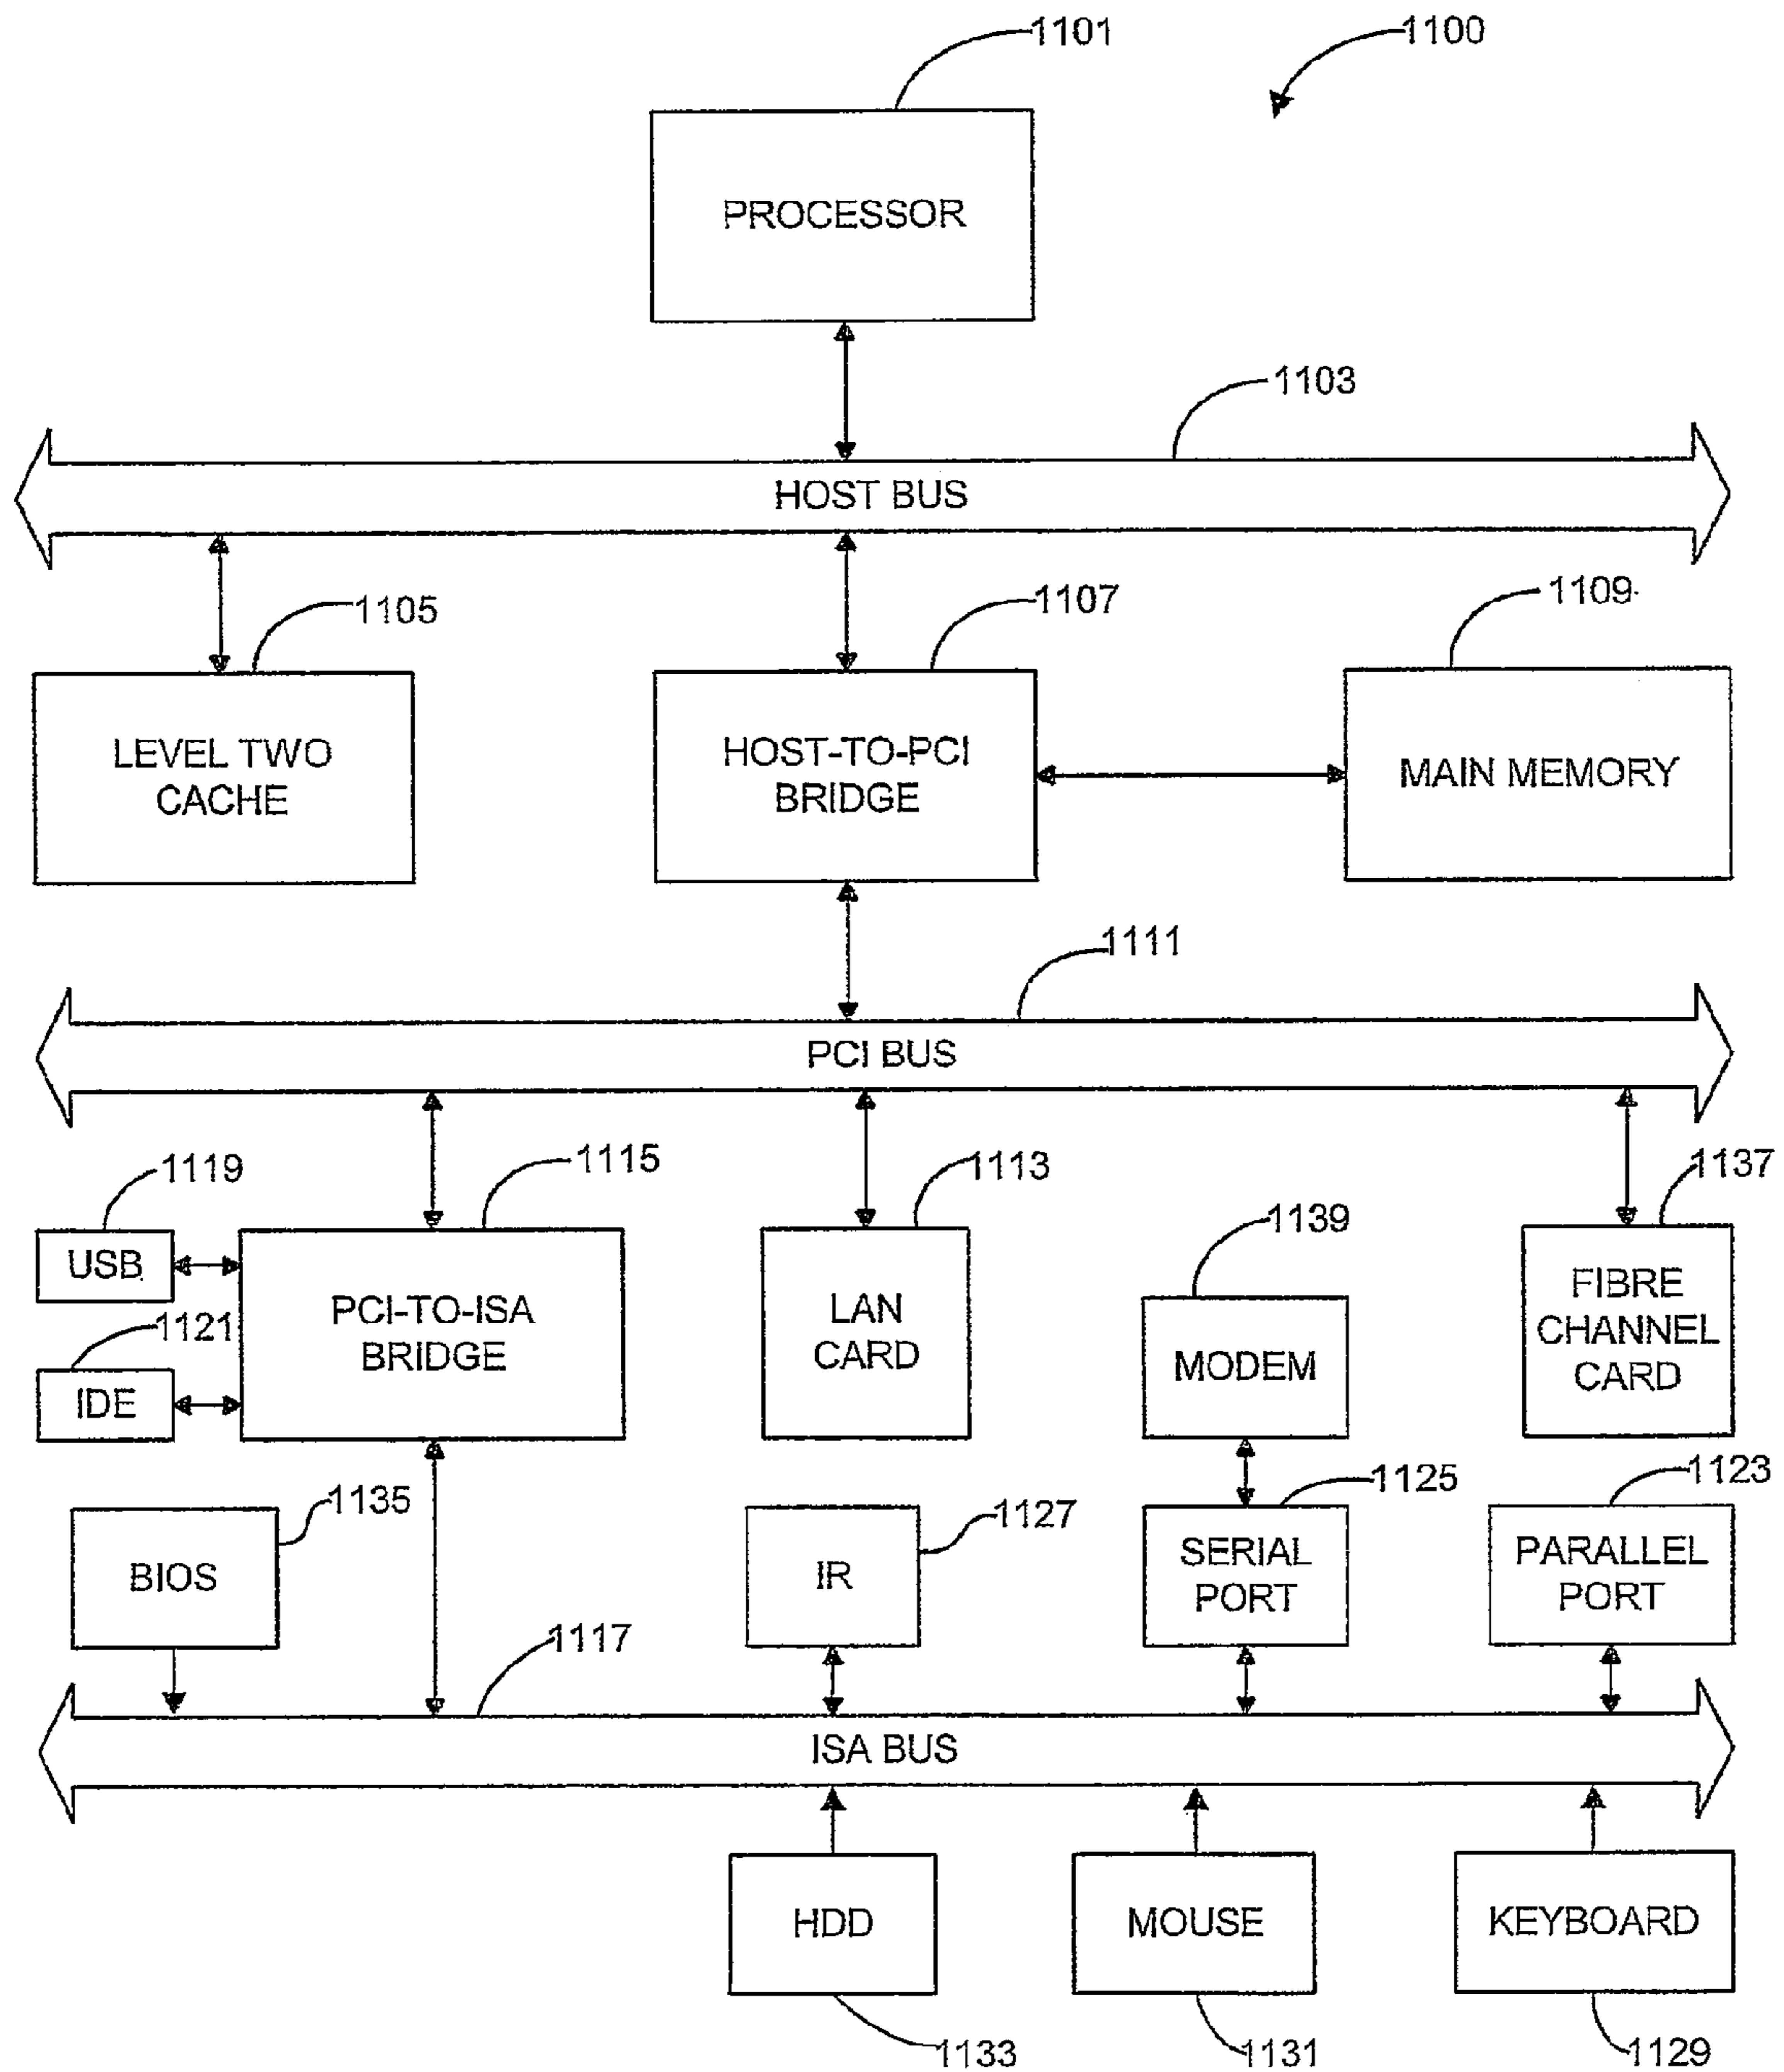 1101
1100
PROCESSOR
1103
HOST BUS
1105
1107
1109
LEVEL TWO
CACHE
HOST-TO-PCI
BRIDGE
MAIN MEMORY
1111
PCI BUS
1119
1115
1113
1139
1137
USB
PCI-TO-ISA
BRIDGE
LAN
CARD
MODEM
FIBRE
CHANNEL
CARD
1121
IDE
1135
1127
1125
1123
BIOS
IR
SERIAL
PORT
PARALLEL
PORT
1117
ISA BUS
HDD
MOUSE
KEYBOARD
1133
1131
1129